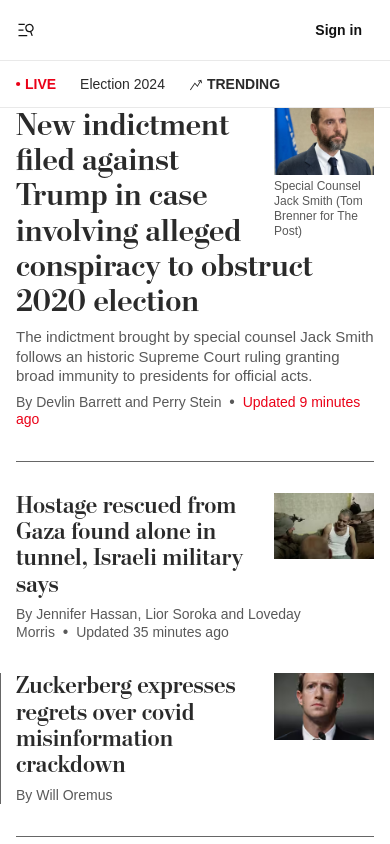 Sign in
• LIVE Election 2024 TRENDING
New indictment
filed against
Trump in case
involving alleged
conspiracy to obstruct
2020 election
Special Counsel
Jack Smith (Tom
Brenner for The
Post)
The indictment brought by special counsel Jack Smith
follows an historic Supreme Court ruling granting
broad immunity to presidents for official acts.
By Devlin Barrett and Perry Stein • Updated 9 minutes
ago
Hostage rescued from
Gaza found alone in
tunnel, Israeli military
says
By Jennifer Hassan, Lior Soroka and Loveday
Morris • Updated 35 minutes ago
Zuckerberg expresses
regrets over covid
misinformation
crackdown
By Will Oremus